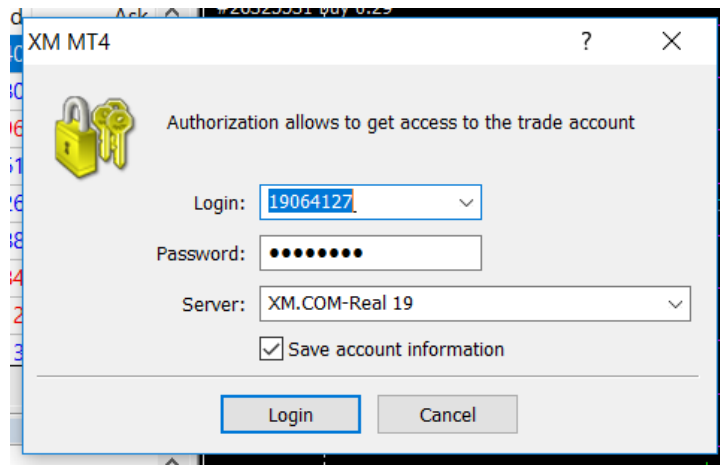 Ask
XM MT4
?
Authorization allows to get access to the trade account
Login:
19064127
Password:
●●●●●●●●
Server:
XM.COM-Real 19
Save account information
Login
Cancel